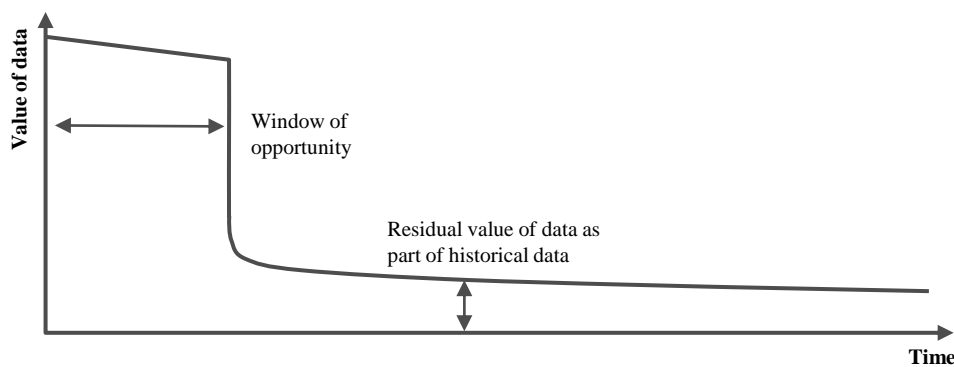 Value of data
Window of
opportunity
Residual value of data as
part of historical data
Time